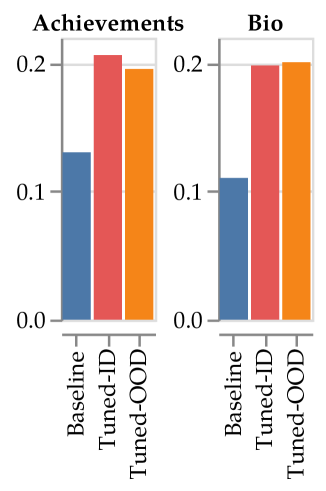 Achievements
0.2
0.1
0.0
Baseline
Tuned-ID
Tuned-OOD
Bio
0.2
0.1
0.0
Baseline
Tuned-ID
Tuned-OOD